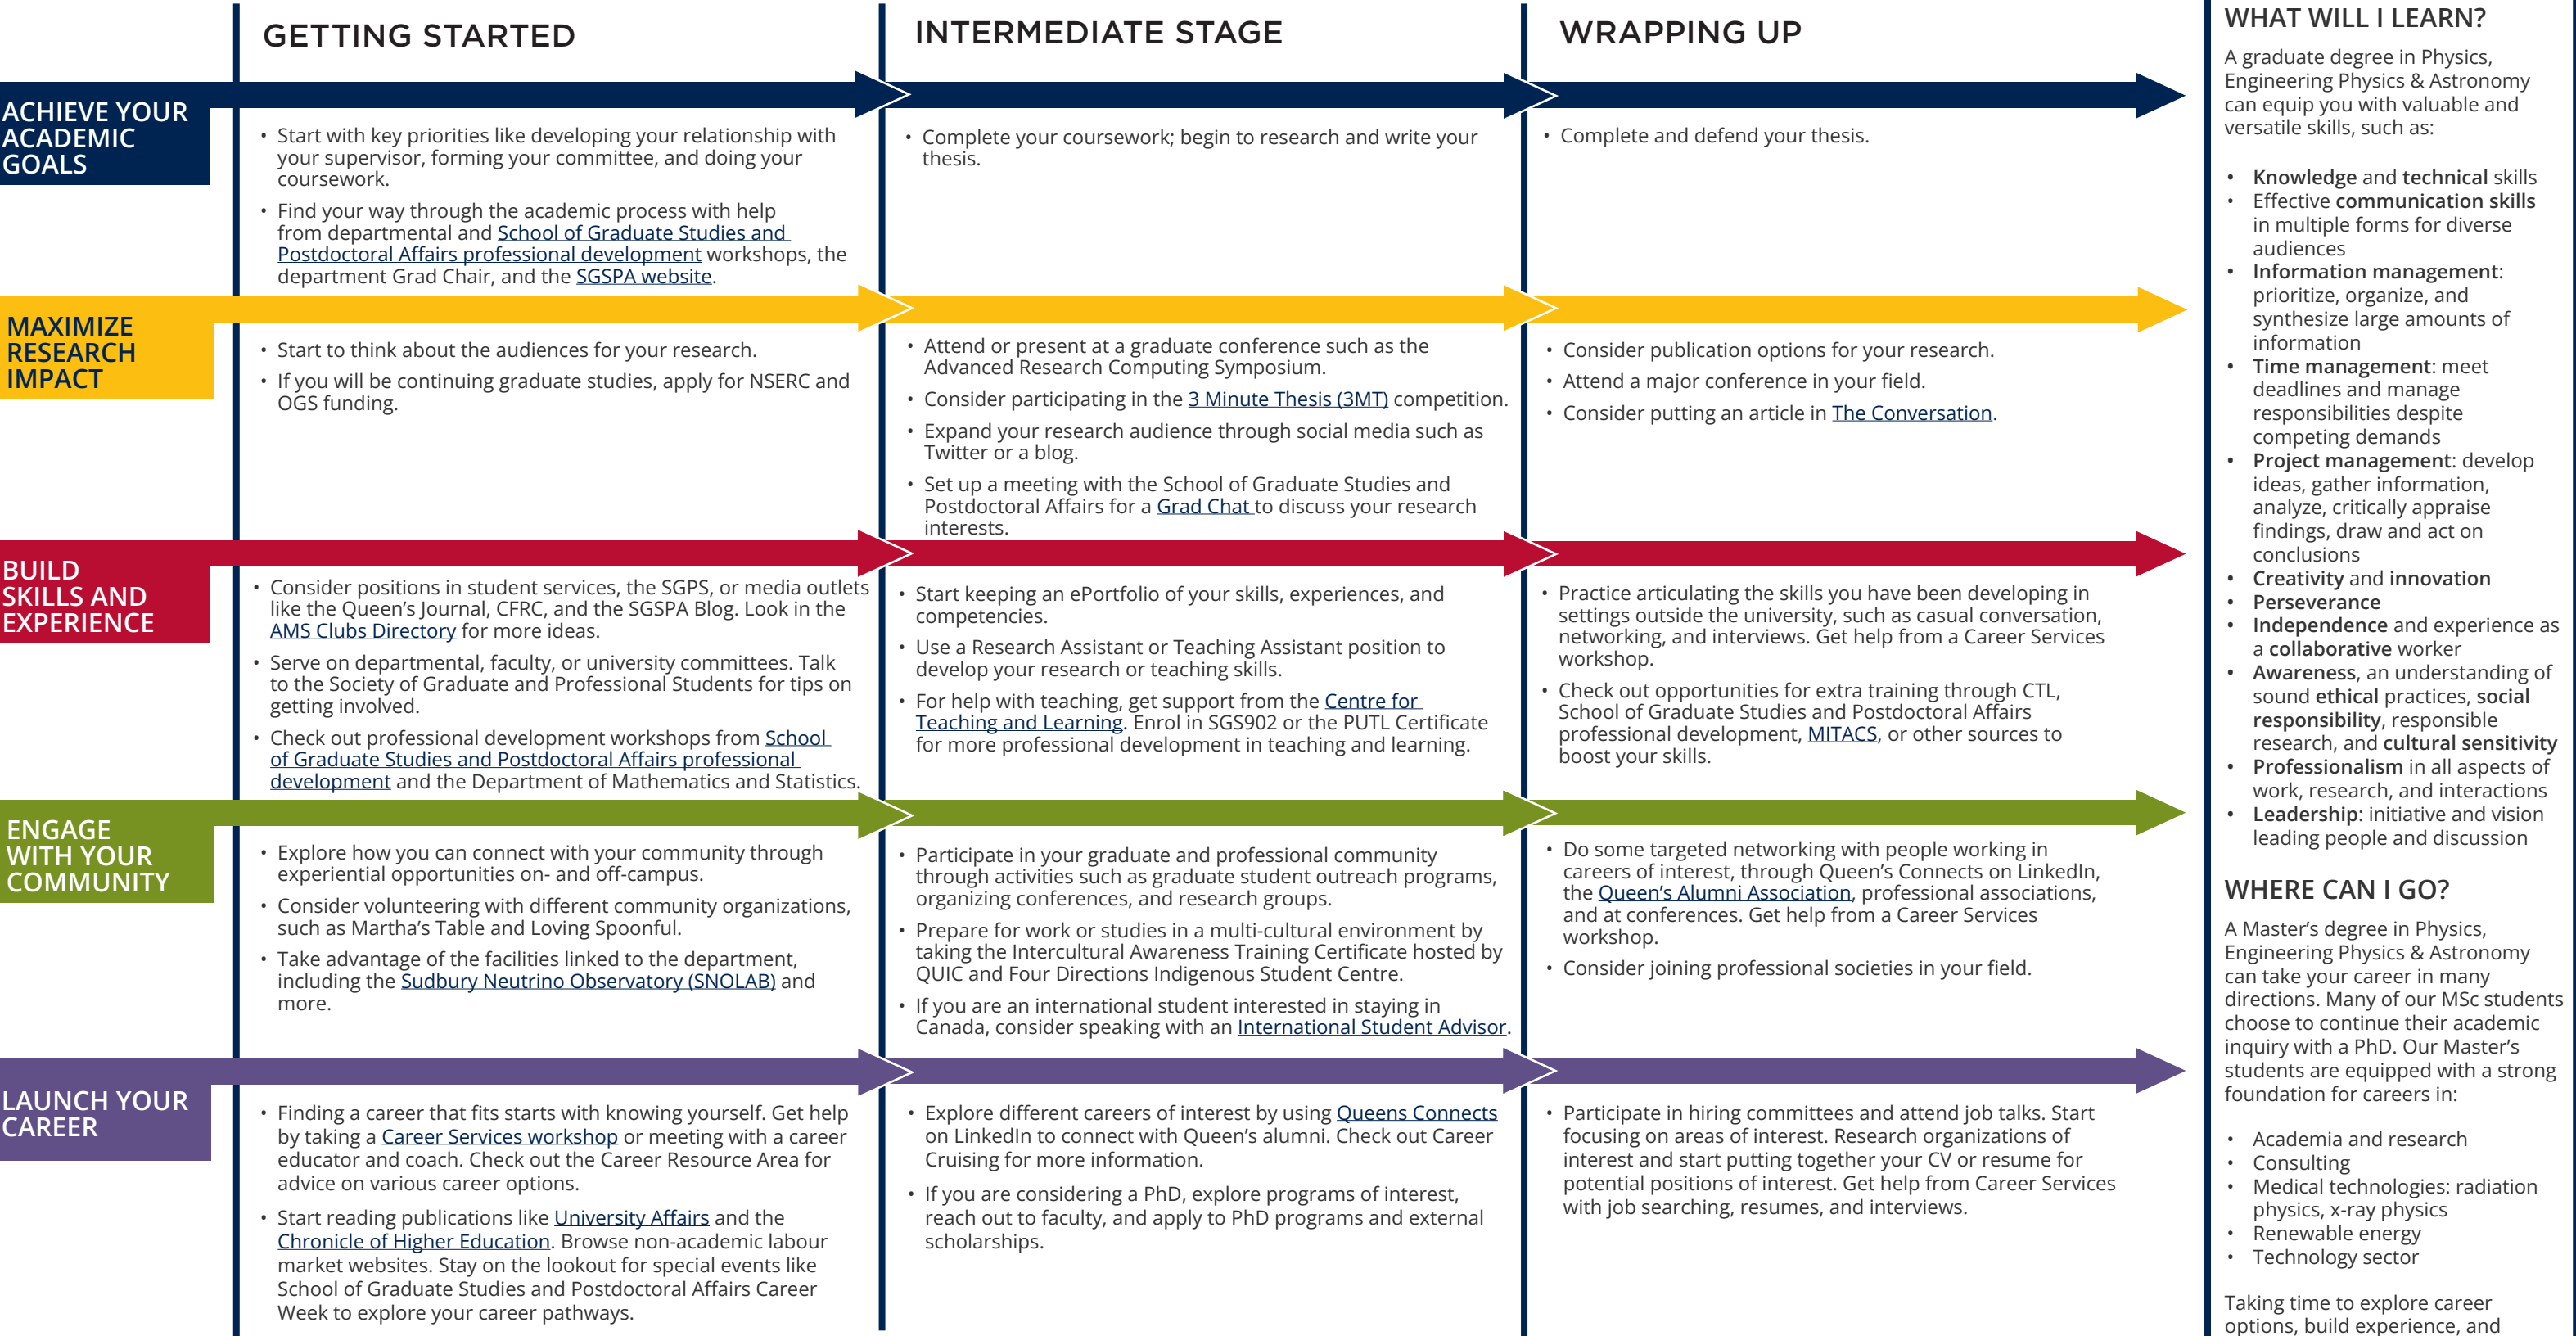 GETTING STARTED
INTERMEDIATE STAGE
WRAPPING UP
ACHIEVE YOUR
ACADEMIC
GOALS
• Start with key priorities like developing your relationship with
your supervisor, forming your committee, and doing your
coursework.
• Find your way through the academic process with help
from departmental and School of Graduate Studies and
Postdoctoral Affairs professional development workshops, the
department Grad Chair, and the SGSPA website.
• Complete your coursework; begin to research and write your
thesis.
• Complete and defend your thesis.
MAXIMIZE
RESEARCH
IMPACT
• Start to think about the audiences for your research.
• If you will be continuing graduate studies, apply for NSERC and
OGS funding.
• Attend or present at a graduate conference such as the
Advanced Research Computing Symposium.
• Consider participating in the 3 Minute Thesis (3MT) competition.
• Expand your research audience through social media such as
Twitter or a blog.
• Set up a meeting with the School of Graduate Studies and
Postdoctoral Affairs for a Grad Chat to discuss your research
interests.
• Consider publication options for your research.
• Attend a major conference in your field.
• Consider putting an article in The Conversation.
BUILD
SKILLS AND
EXPERIENCE
• Consider positions in student services, the SGPS, or media outlets
like the Queen’s Journal, CFRC, and the SGSPA Blog. Look in the
AMS Clubs Directory for more ideas.
• Serve on departmental, faculty, or university committees. Talk
to the Society of Graduate and Professional Students for tips on
getting involved.
• Check out professional development workshops from School
of Graduate Studies and Postdoctoral Affairs professional
development and the Department of Mathematics and Statistics.
• Start keeping an ePortfolio of your skills, experiences, and
competencies.
• Use a Research Assistant or Teaching Assistant position to
develop your research or teaching skills.
• For help with teaching, get support from the Centre for
Teaching and Learning. Enrol in SGS902 or the PUTL Certificate
for more professional development in teaching and learning.
• Practice articulating the skills you have been developing in
settings outside the university, such as casual conversation,
networking, and interviews. Get help from a Career Services
workshop.
• Check out opportunities for extra training through CTL,
School of Graduate Studies and Postdoctoral Affairs
professional development, MITACS, or other sources to
boost your skills.
ENGAGE
WITH YOUR
COMMUNITY
• Explore how you can connect with your community through
experiential opportunities on- and off-campus.
• Consider volunteering with different community organizations,
such as Martha’s Table and Loving Spoonful.
• Take advantage of the facilities linked to the department,
including the Sudbury Neutrino Observatory (SNOLAB) and
more.
• Participate in your graduate and professional community
through activities such as graduate student outreach programs,
organizing conferences, and research groups.
• Prepare for work or studies in a multi-cultural environment by
taking the Intercultural Awareness Training Certificate hosted by
QUIC and Four Directions Indigenous Student Centre.
• If you are an international student interested in staying in
Canada, consider speaking with an International Student Advisor.
• Do some targeted networking with people working in
careers of interest, through Queen’s Connects on LinkedIn,
the Queen’s Alumni Association, professional associations,
and at conferences. Get help from a Career Services
workshop.
• Consider joining professional societies in your field.
LAUNCH YOUR
CAREER
• Finding a career that fits starts with knowing yourself. Get help
by taking a Career Services workshop or meeting with a career
educator and coach. Check out the Career Resource Area for
advice on various career options.
• Start reading publications like University Affairs and the
Chronicle of Higher Education. Browse non-academic labour
market websites. Stay on the lookout for special events like
School of Graduate Studies and Postdoctoral Affairs Career
Week to explore your career pathways.
• Explore different careers of interest by using Queens Connects
on LinkedIn to connect with Queen’s alumni. Check out Career
Cruising for more information.
• If you are considering a PhD, explore programs of interest,
reach out to faculty, and apply to PhD programs and external
scholarships.
• Participate in hiring committees and attend job talks. Start
focusing on areas of interest. Research organizations of
interest and start putting together your CV or resume for
potential positions of interest. Get help from Career Services
with job searching, resumes, and interviews.
WHAT WILL I LEARN?
A graduate degree in Physics,
Engineering Physics & Astronomy
can equip you with valuable and
versatile skills, such as:
• Knowledge and technical skills
• Effective communication skills
in multiple forms for diverse
audiences
• Information management:
prioritize, organize, and
synthesize large amounts of
information
• Time management: meet
deadlines and manage
responsibilities despite
competing demands
• Project management: develop
ideas, gather information,
analyze, critically appraise
findings, draw and act on
conclusions
• Creativity and innovation
• Perseverance
• Independence and experience as
a collaborative worker
• Awareness, an understanding of
sound ethical practices, social
responsibility, responsible
research, and cultural sensitivity
• Professionalism in all aspects of
work, research, and interactions
• Leadership: initiative and vision
leading people and discussion
WHERE CAN I GO?
A Master’s degree in Physics,
Engineering Physics & Astronomy
can take your career in many
directions. Many of our MSc students
choose to continue their academic
inquiry with a PhD. Our Master’s
students are equipped with a strong
foundation for careers in:
• Academia and research
• Consulting
• Medical technologies: radiation
physics, x-ray physics
• Renewable energy
• Technology sector
Taking time to explore career
options, build experience, and